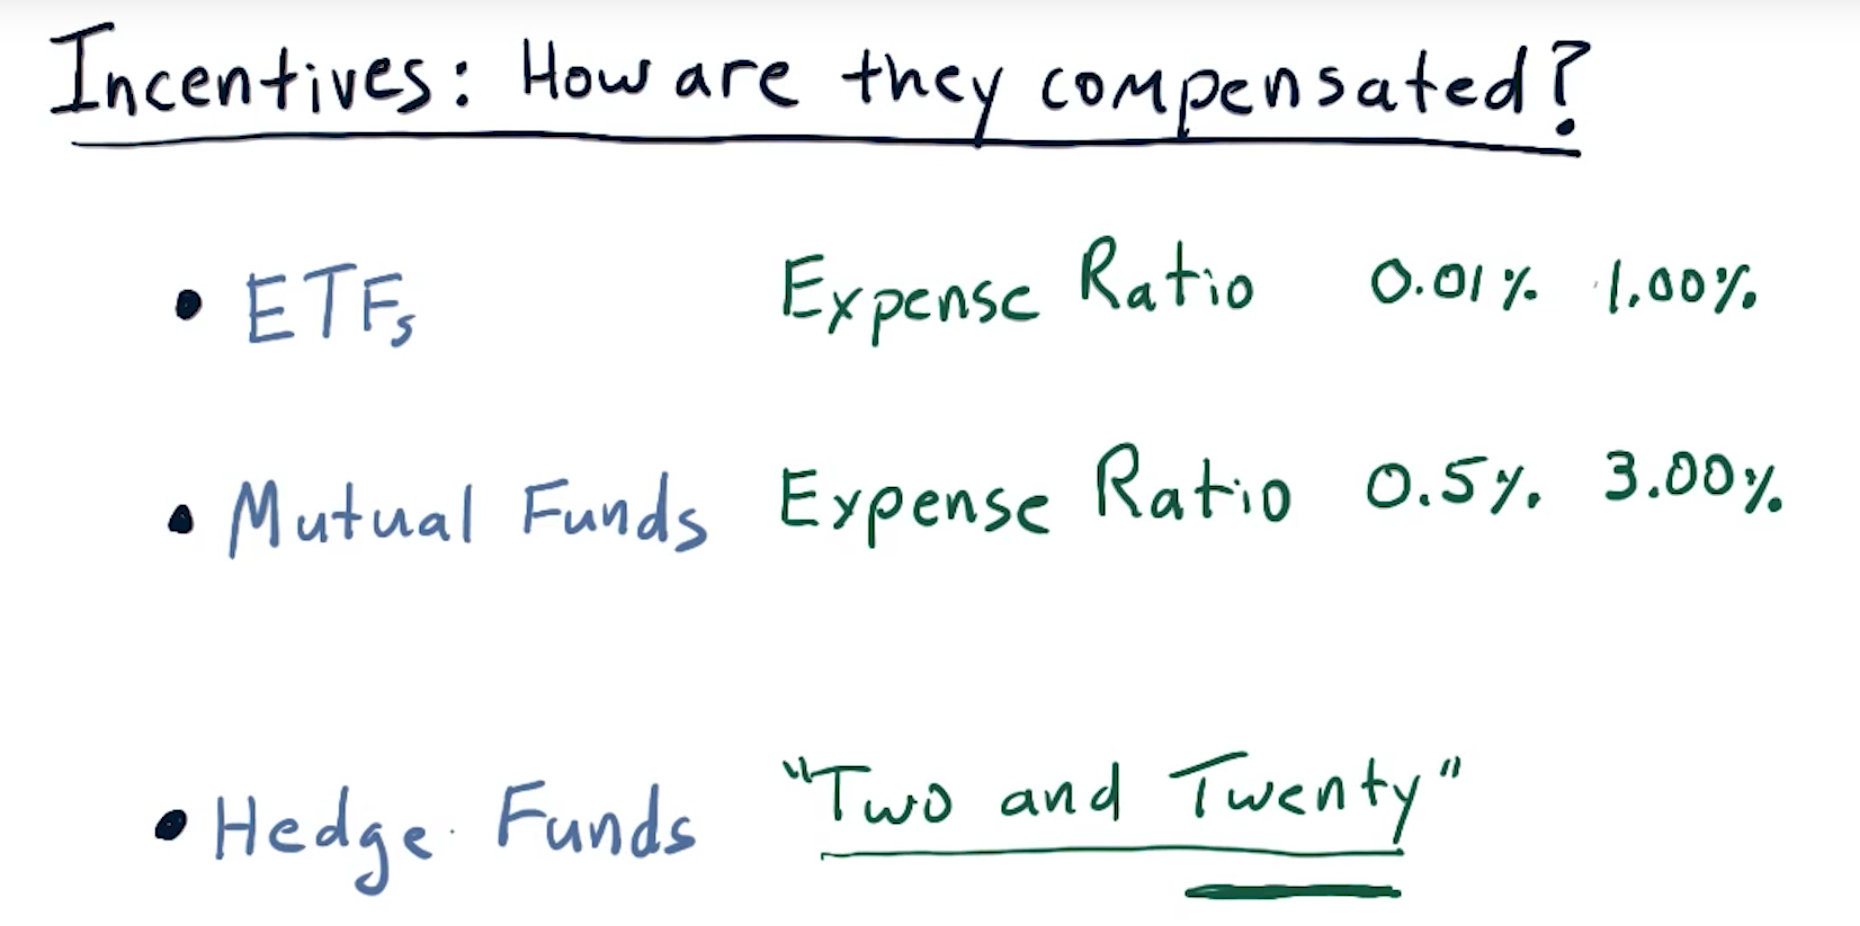 Incentives: How are they compensated?
• ETFs Expense Ratio 0.01% 1.00%
• Mutual Funds Expense Ratio 0.5% 3.00%
• Hedge Funds "Two and Twenty"